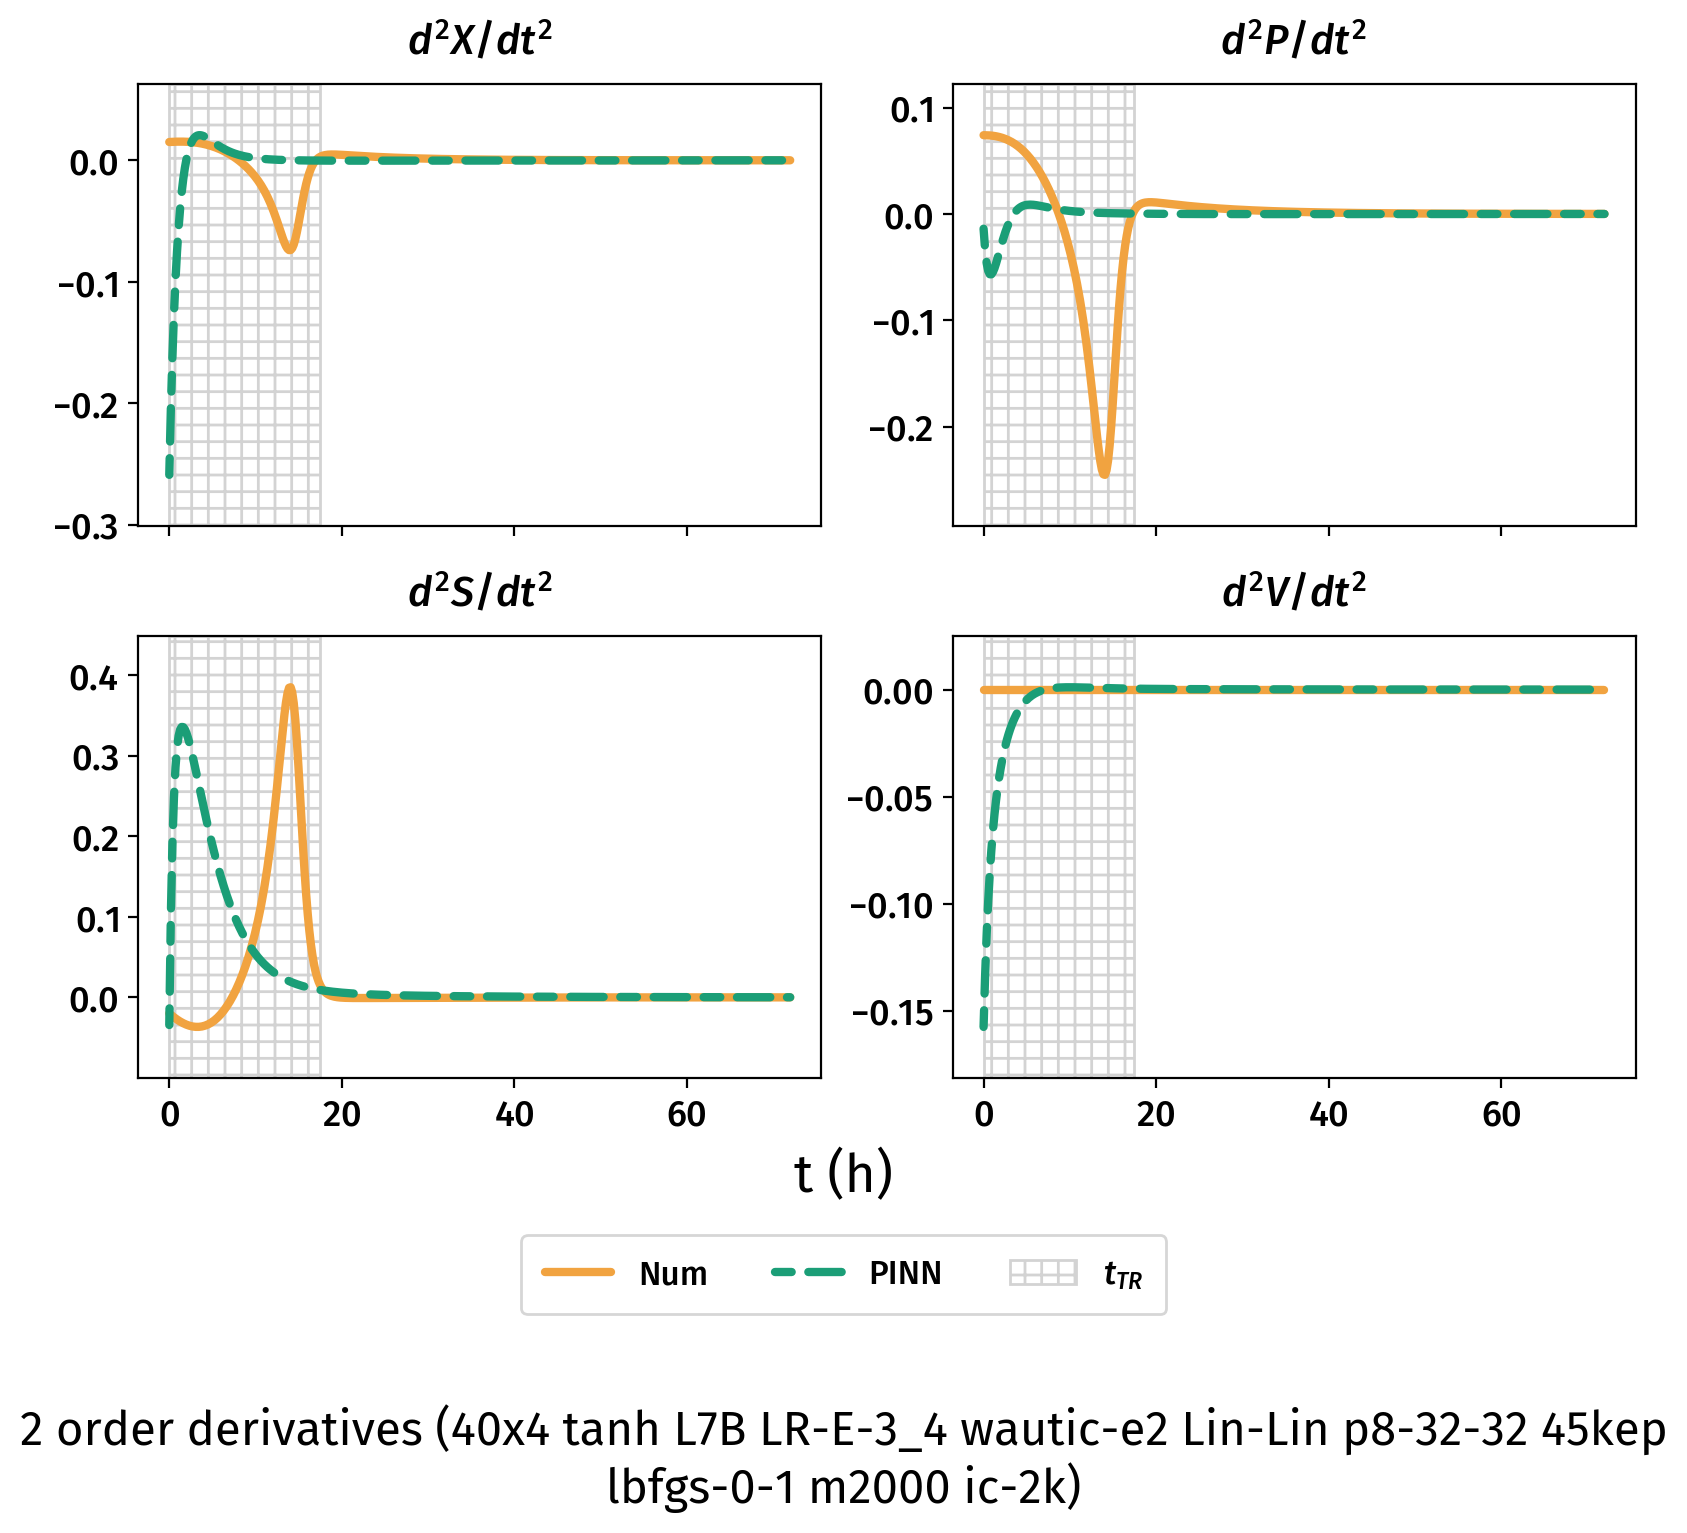 d²X/dt²
0.0
−0.1
−0.2
−0.3
d²P/dt²
0.1
0.0
−0.1
−0.2
d²S/dt²
0.4
0.3
0.2
0.1
0.0
0 20 40 60
d²V/dt²
0.00
−0.05
−0.10
−0.15
0 20 40 60
t (h)
Num PINN t_TR
2 order derivatives (40x4 tanh L7B LR-E-3_4 wautic-e2 Lin-Lin p8-32-32 45kep
lbfgs-0-1 m2000 ic-2k)